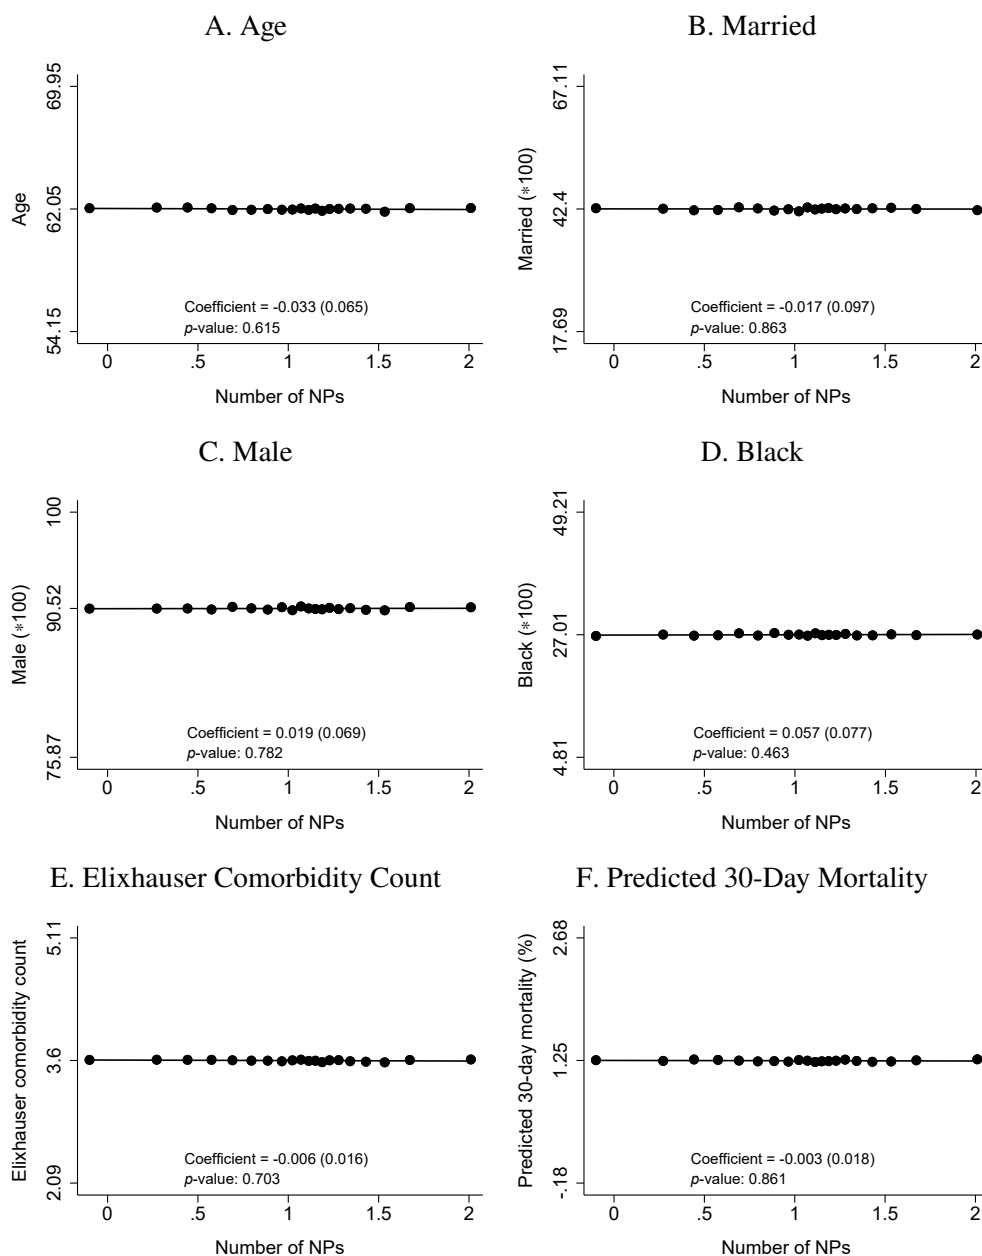 A. Age
69.95
62.05
54.15
Age
Coefficient = -0.033 (0.065)
p-value: 0.615
0 .5 1 1.5 2
Number of NPs
B. Married
67.11
42.4
17.69
Married (*100)
Coefficient = -0.017 (0.097)
p-value: 0.863
0 .5 1 1.5 2
Number of NPs
C. Male
100
90.52
75.87
Male (*100)
Coefficient = 0.019 (0.069)
p-value: 0.782
0 .5 1 1.5 2
Number of NPs
D. Black
49.21
27.01
4.81
Black (*100)
Coefficient = 0.057 (0.077)
p-value: 0.463
0 .5 1 1.5 2
Number of NPs
E. Elixhauser Comorbidity Count
5.11
3.6
2.09
Elixhauser comorbidity count
Coefficient = -0.006 (0.016)
p-value: 0.703
0 .5 1 1.5 2
Number of NPs
F. Predicted 30-Day Mortality
2.68
1.25
-.18
Predicted 30-day mortality (%)
Coefficient = -0.003 (0.018)
p-value: 0.861
0 .5 1 1.5 2
Number of NPs